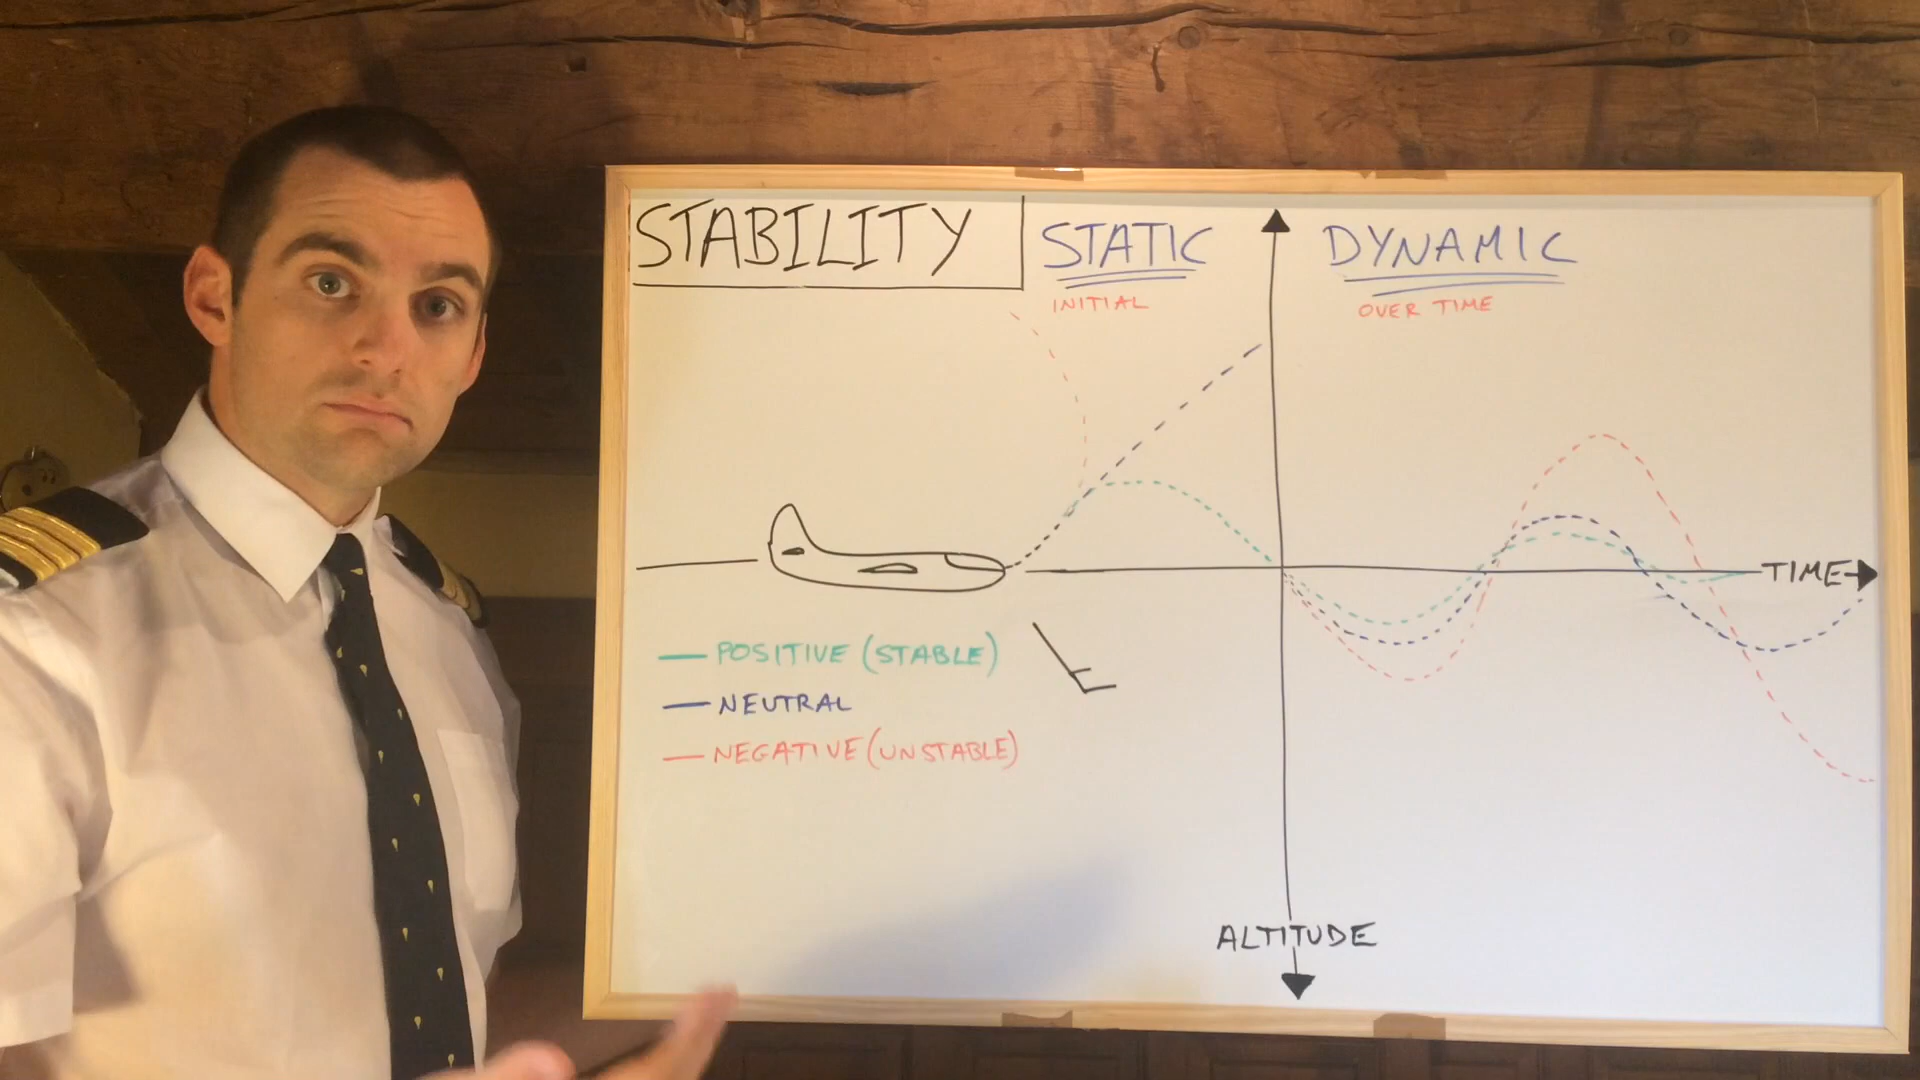 STABILITY
STATIC
INITIAL
DYNAMIC
OVER TIME
TIME
POSITIVE (STABLE)
NEUTRAL
NEGATIVE (UNSTABLE)
ALTITUDE